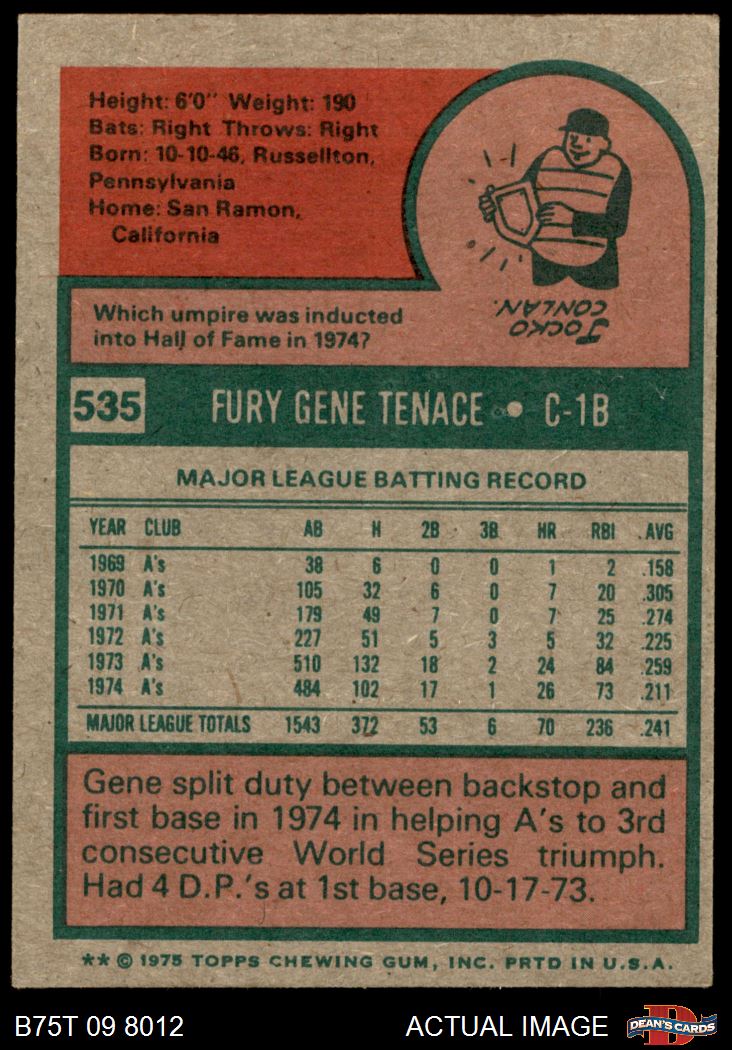 Height: 6'0" Weight: 190
Bats: Right Throws: Right
Born: 10-10-46, Russellton,
Pennsylvania
Home: San Ramon,
California
Which umpire was inducted
into Hall of Fame in 1974?
JOCKO
CONLAN.
535 FURY GENE TENACE • C-1B
MAJOR LEAGUE BATTING RECORD
YEAR CLUB AB H 2B 3B HR RBI AVG
1969 A's 38 6 0 0 1 2 .158
1970 A's 105 32 6 0 7 20 .305
1971 A's 179 49 7 0 7 25 .274
1972 A's 227 51 5 3 5 32 .225
1973 A's 510 132 18 2 24 84 .259
1974 A's 484 102 17 1 26 73 .211
MAJOR LEAGUE TOTALS 1543 372 53 6 70 236 .241
Gene split duty between backstop and
first base in 1974 in helping A's to 3rd
consecutive World Series triumph.
Had 4 D.P.'s at 1st base, 10-17-73.
** © 1975 TOPPS CHEWING GUM, INC. PRTD IN U.S.A.
B75T 09 8012 ACTUAL IMAGE D DEAN'S CARDS